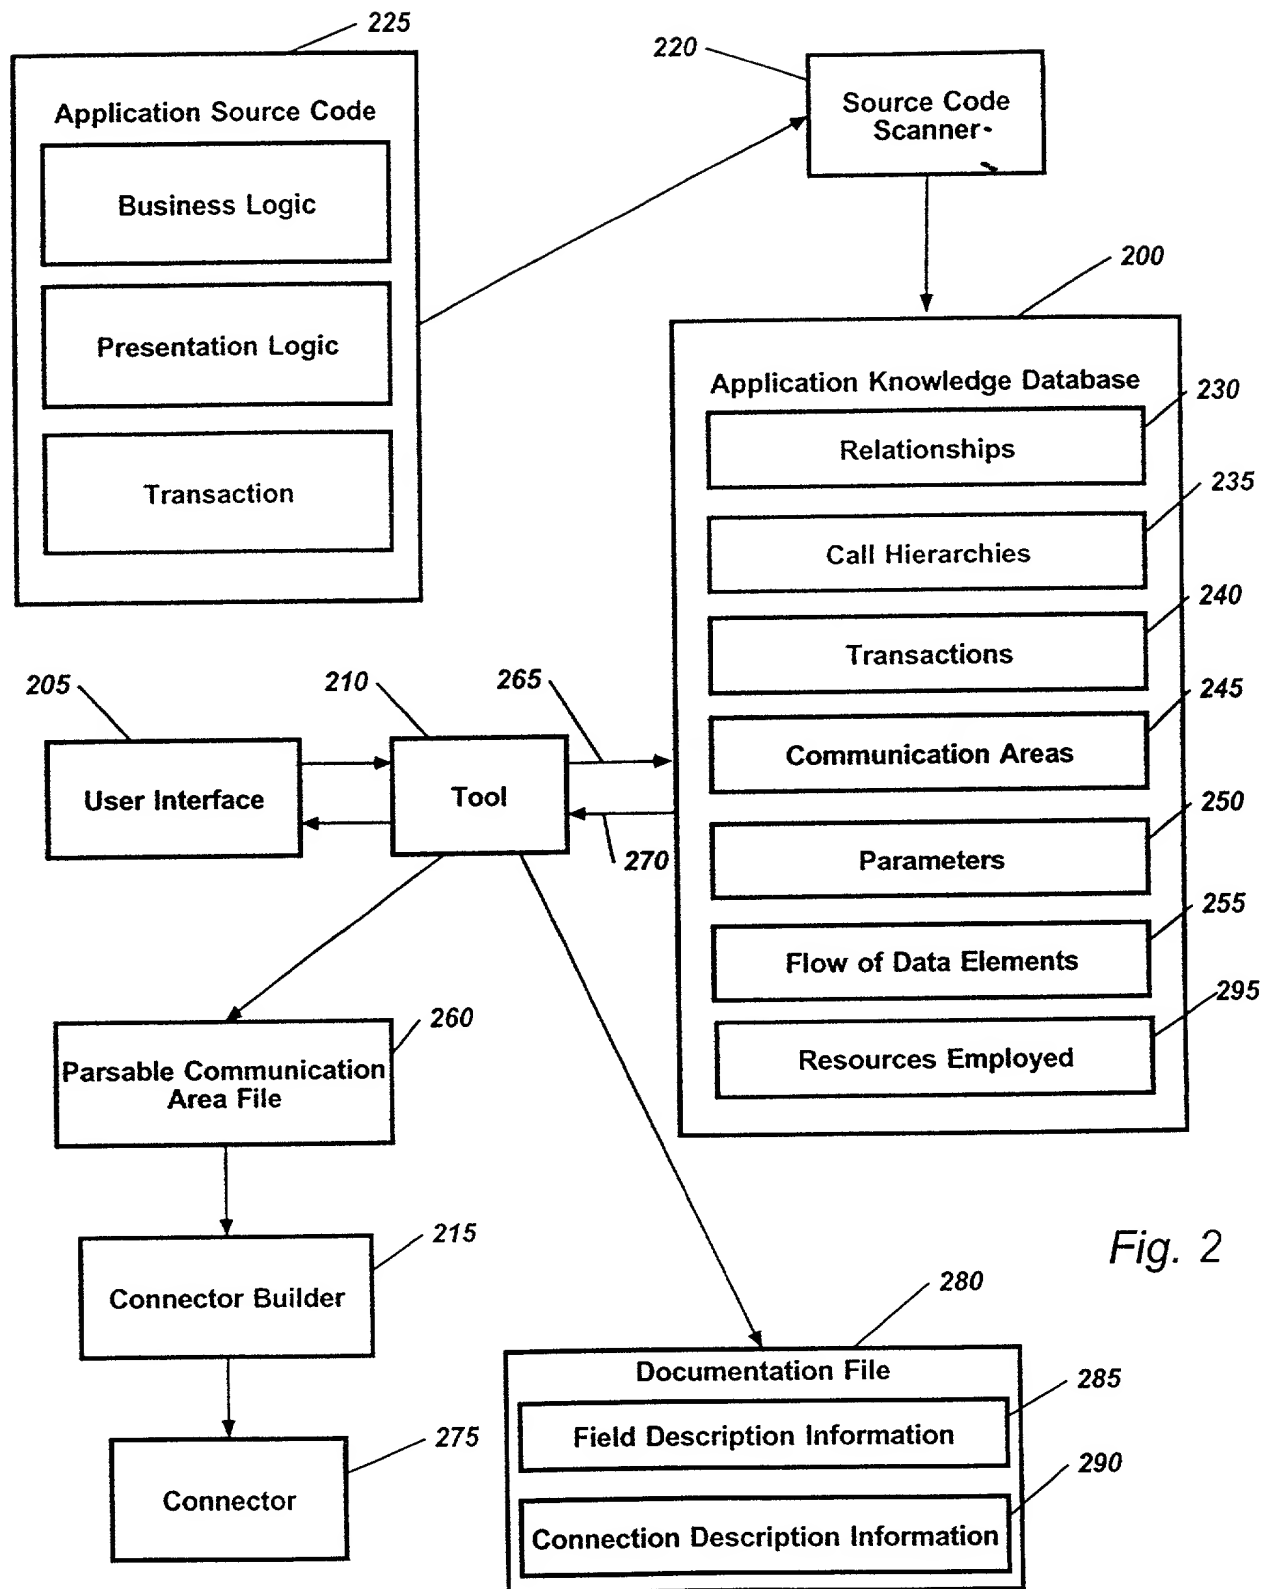 225
Application Source Code
Business Logic
Presentation Logic
Transaction
220
Source Code
Scanner
200
Application Knowledge Database
230
Relationships
235
Call Hierarchies
240
Transactions
245
Communication Areas
250
Parameters
255
Flow of Data Elements
295
Resources Employed
205
User Interface
210
Tool
265
270
260
Parsable Communication
Area File
215
Connector Builder
275
Connector
Fig. 2
280
Documentation File
285
Field Description Information
290
Connection Description Information